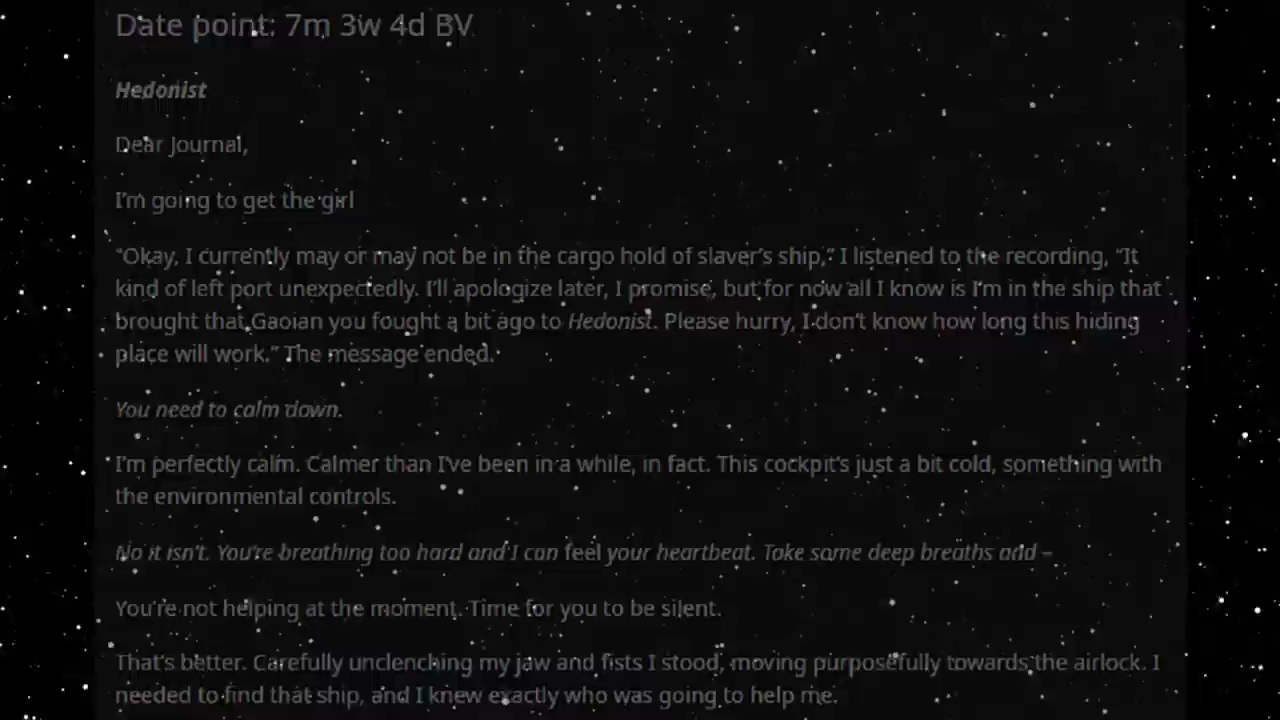 Date point: 7m 3w 4d BV
Hedonist
Dear Journal,
I'm going to get the girl
“Okay, I currently may or may not be in the cargo hold of slaver's ship,” I listened to the recording, “It
kind of left port unexpectedly. I'll apologize later, I promise, but for now all I know is I'm in the ship that
brought that Gaoian you fought a bit ago to Hedonist. Please hurry, I don't know how long this hiding
place will work.” The message ended.
You need to calm down.
I'm perfectly calm. Calmer than I've been in a while, in fact. This cockpit's just a bit cold, something with
the environmental controls.
No it isn't. You're breathing too hard and I can feel your heartbeat. Take some deep breaths and –
You're not helping at the moment. Time for you to be silent.
That's better. Carefully unclenching my jaw and fists I stood, moving purposefully towards the airlock. I
needed to find that ship, and I knew exactly who was going to help me.